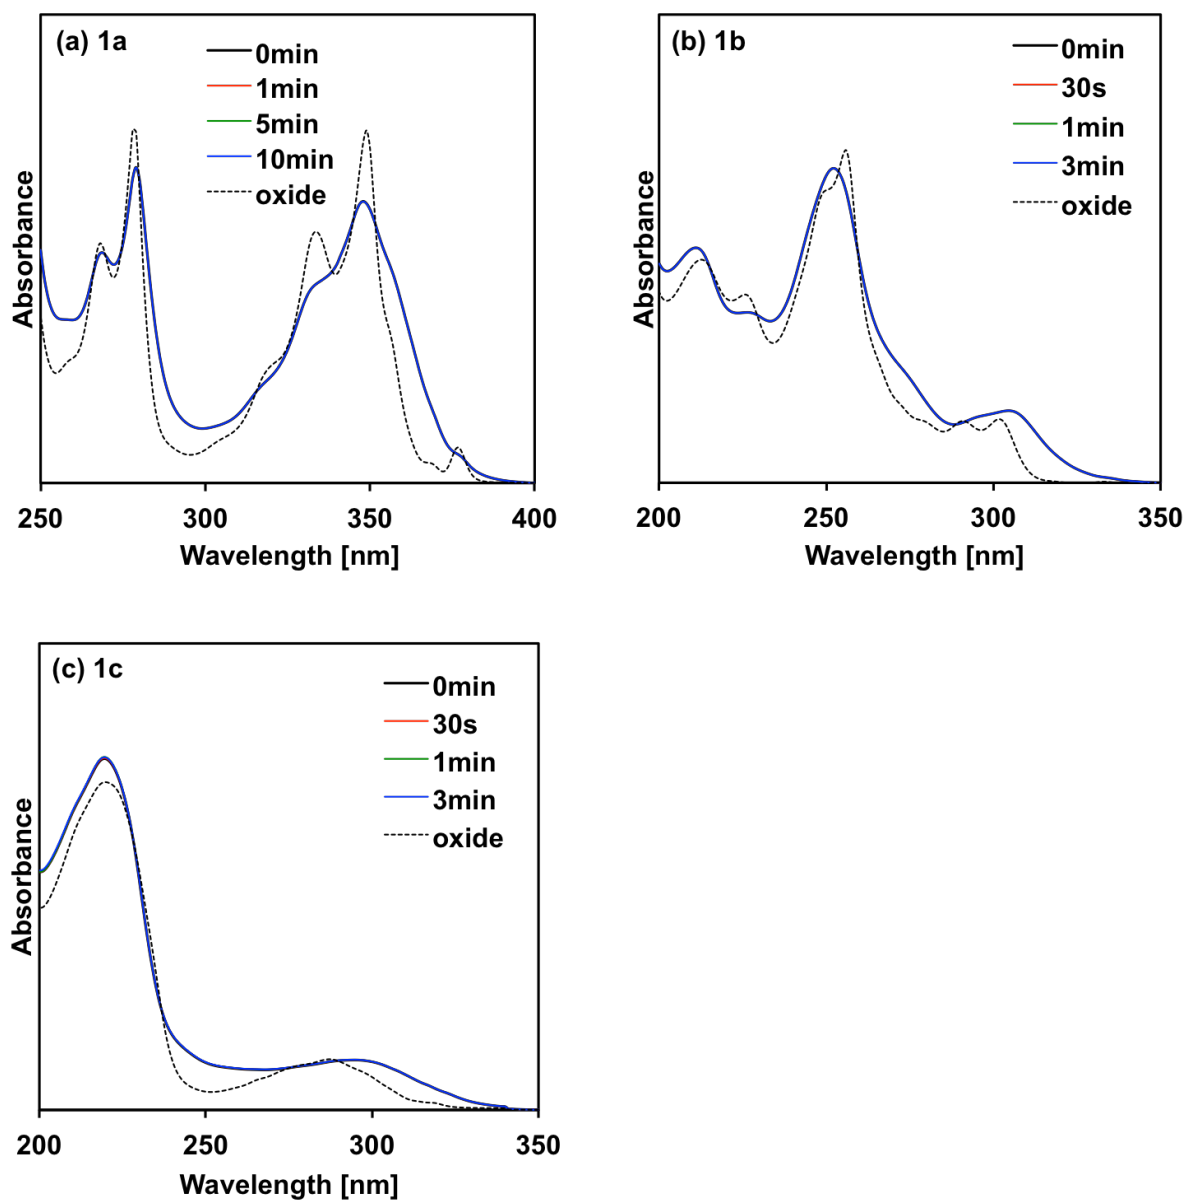 (a) 1a
0min
1min
5min
10min
oxide
Absorbance
250 300 350 400
Wavelength [nm]
(b) 1b
0min
30s
1min
3min
oxide
Absorbance
200 250 300 350
Wavelength [nm]
(c) 1c
0min
30s
1min
3min
oxide
Absorbance
200 250 300 350
Wavelength [nm]